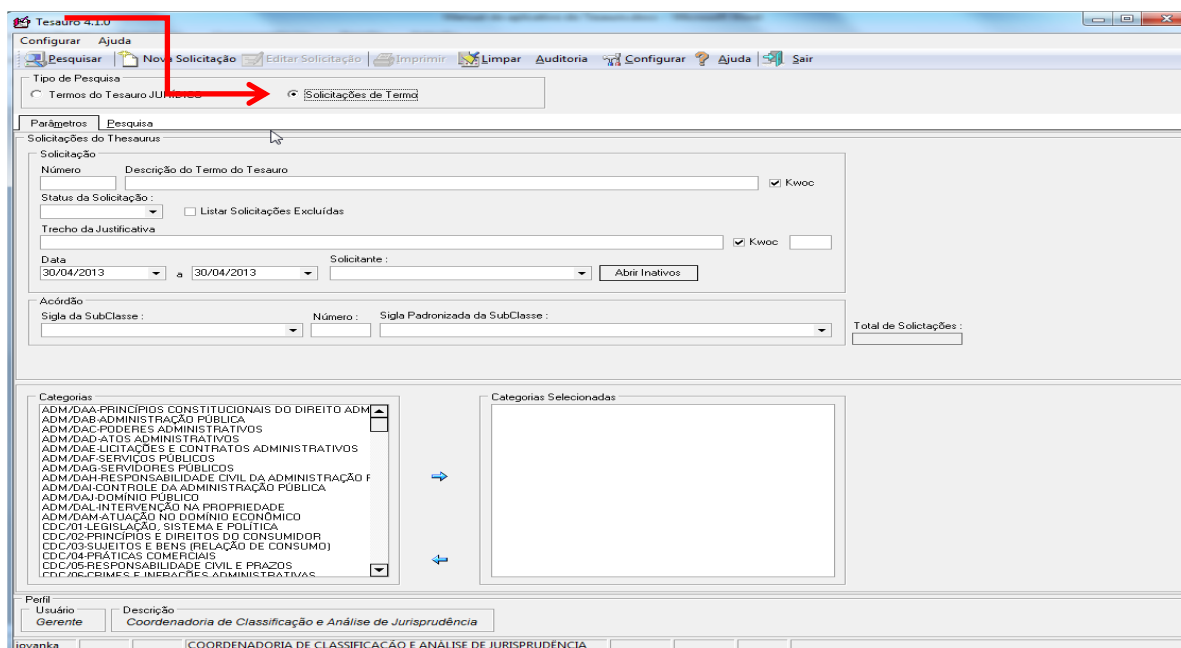 Tesauro 4.1.0
Configurar Ajuda
Pesquisar Nova Solicitação Editar Solicitação Imprimir Limpar Auditoria Configurar Ajuda Sair
Tipo de Pesquisa
Termos do Tesauro JURÍDICO Solicitações de Termo
Parâmetros Pesquisa
Solicitações do Thesaurus
Solicitação
Número Descrição do Termo do Tesauro
Kwoc
Status da Solicitação :
Listar Solicitações Excluídas
Trecho da Justificativa
Kwoc
Data Solicitante :
30/04/2013 a 30/04/2013 Abrir Inativos
Acórdão
Sigla da SubClasse : Número : Sigla Padronizada da SubClasse :
Total de Solictações :
Categorias Categorias Selecionadas
ADM/DAA-PRINCÍPIOS CONSTITUCIONAIS DO DIREITO ADM
ADM/DAB-ADMINISTRAÇÃO PÚBLICA
ADM/DAC-PODERES ADMINISTRATIVOS
ADM/DAD-ATOS ADMINISTRATIVOS
ADM/DAE-LICITAÇÕES E CONTRATOS ADMINISTRATIVOS
ADM/DAF-SERVIÇOS PÚBLICOS
ADM/DAG-SERVIDORES PÚBLICOS
ADM/DAH-RESPONSABILIDADE CIVIL DA ADMINISTRAÇÃO
ADM/DAI-CONTROLE DA ADMINISTRAÇÃO PÚBLICA
ADM/DAJ-DOMÍNIO PÚBLICO
ADM/DAL-INTERVENÇÃO NA PROPRIEDADE
ADM/DAM-ATUAÇÃO NO DOMÍNIO ECONÔMICO
CDC/01-LEGISLAÇÃO, SISTEMA E POLÍTICA
CDC/02-PRINCÍPIOS E DIREITOS DO CONSUMIDOR
CDC/03-SUJEITOS E BENS (RELAÇÃO DE CONSUMO)
CDC/04-PRÁTICAS COMERCIAIS
CDC/05-RESPONSABILIDADE CIVIL E PRAZOS
CDC/06-CRIMES E INFRAÇÕES ADMINISTRATIVAS
Perfil
Usuário Descrição
Gerente Coordenadoria de Classificação e Análise de Jurisprudência
jovanka COORDENADORIA DE CLASSIFICAÇÃO E ANÁLISE DE JURISPRUDÊNCIA